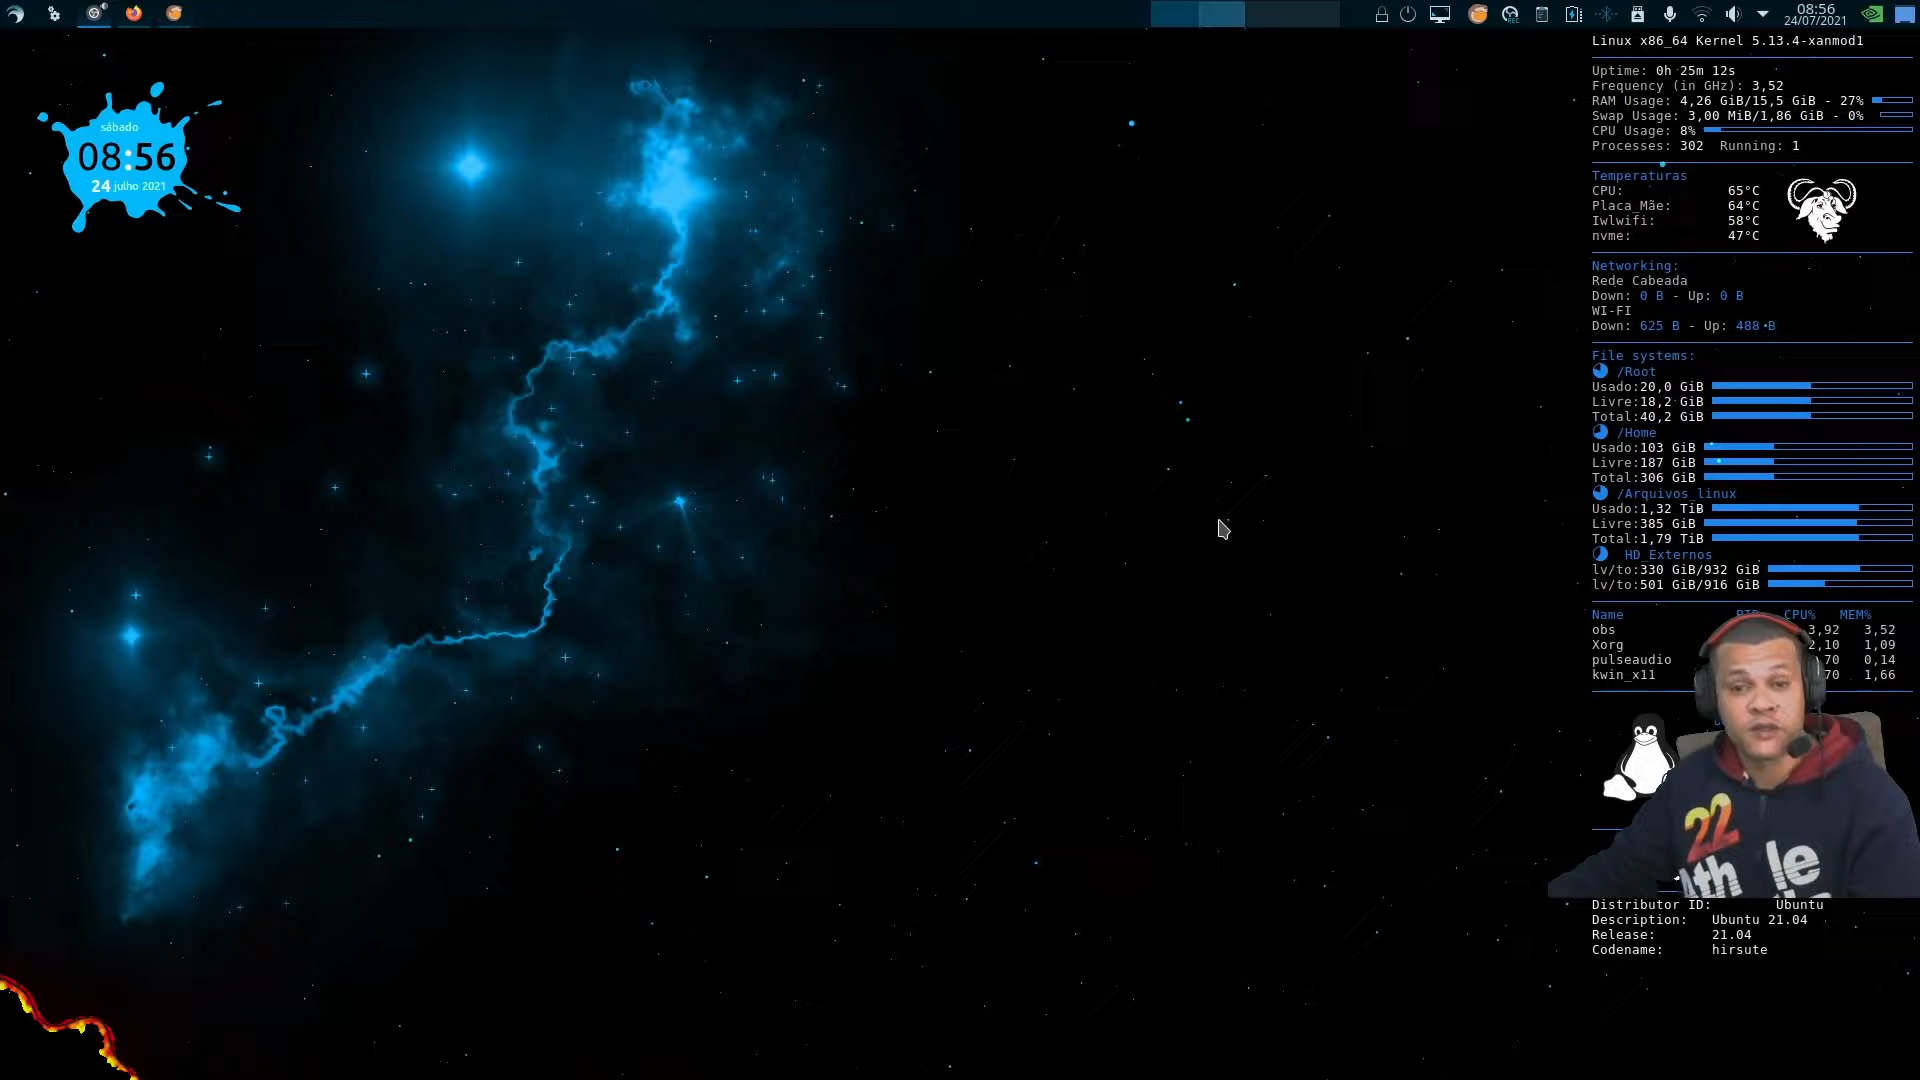 08:56
24/07/2021
sábado
08:56
24 julho 2021
Linux x86_64 Kernel 5.13.4-xanmod1
Uptime: 0h 25m 12s
Frequency (in GHz): 3,52
RAM Usage: 4,26 GiB/15,5 GiB - 27%
Swap Usage: 3,00 MiB/1,86 GiB - 0%
CPU Usage: 8%
Processes: 302 Running: 1
Temperaturas
CPU: 65°C
Placa_Mãe: 64°C
Iwlwifi: 58°C
nvme: 47°C
Networking:
Rede Cabeada
Down: 0 B - Up: 0 B
WI-FI
Down: 625 B - Up: 488 B
File systems:
/Root
Usado:20,0 GiB
Livre:18,2 GiB
Total:40,2 GiB
/Home
Usado:103 GiB
Livre:187 GiB
Total:306 GiB
/Arquivos_linux
Usado:1,32 TiB
Livre:385 GiB
Total:1,79 TiB
HD_Externos
lv/to:330 GiB/932 GiB
lv/to:501 GiB/916 GiB
Name PID CPU% MEM%
obs 3,92 3,52
Xorg 2,10 1,09
pulseaudio 70 0,14
kwin_x11 70 1,66
22
Ath le
Distributor ID: Ubuntu
Description: Ubuntu 21.04
Release: 21.04
Codename: hirsute